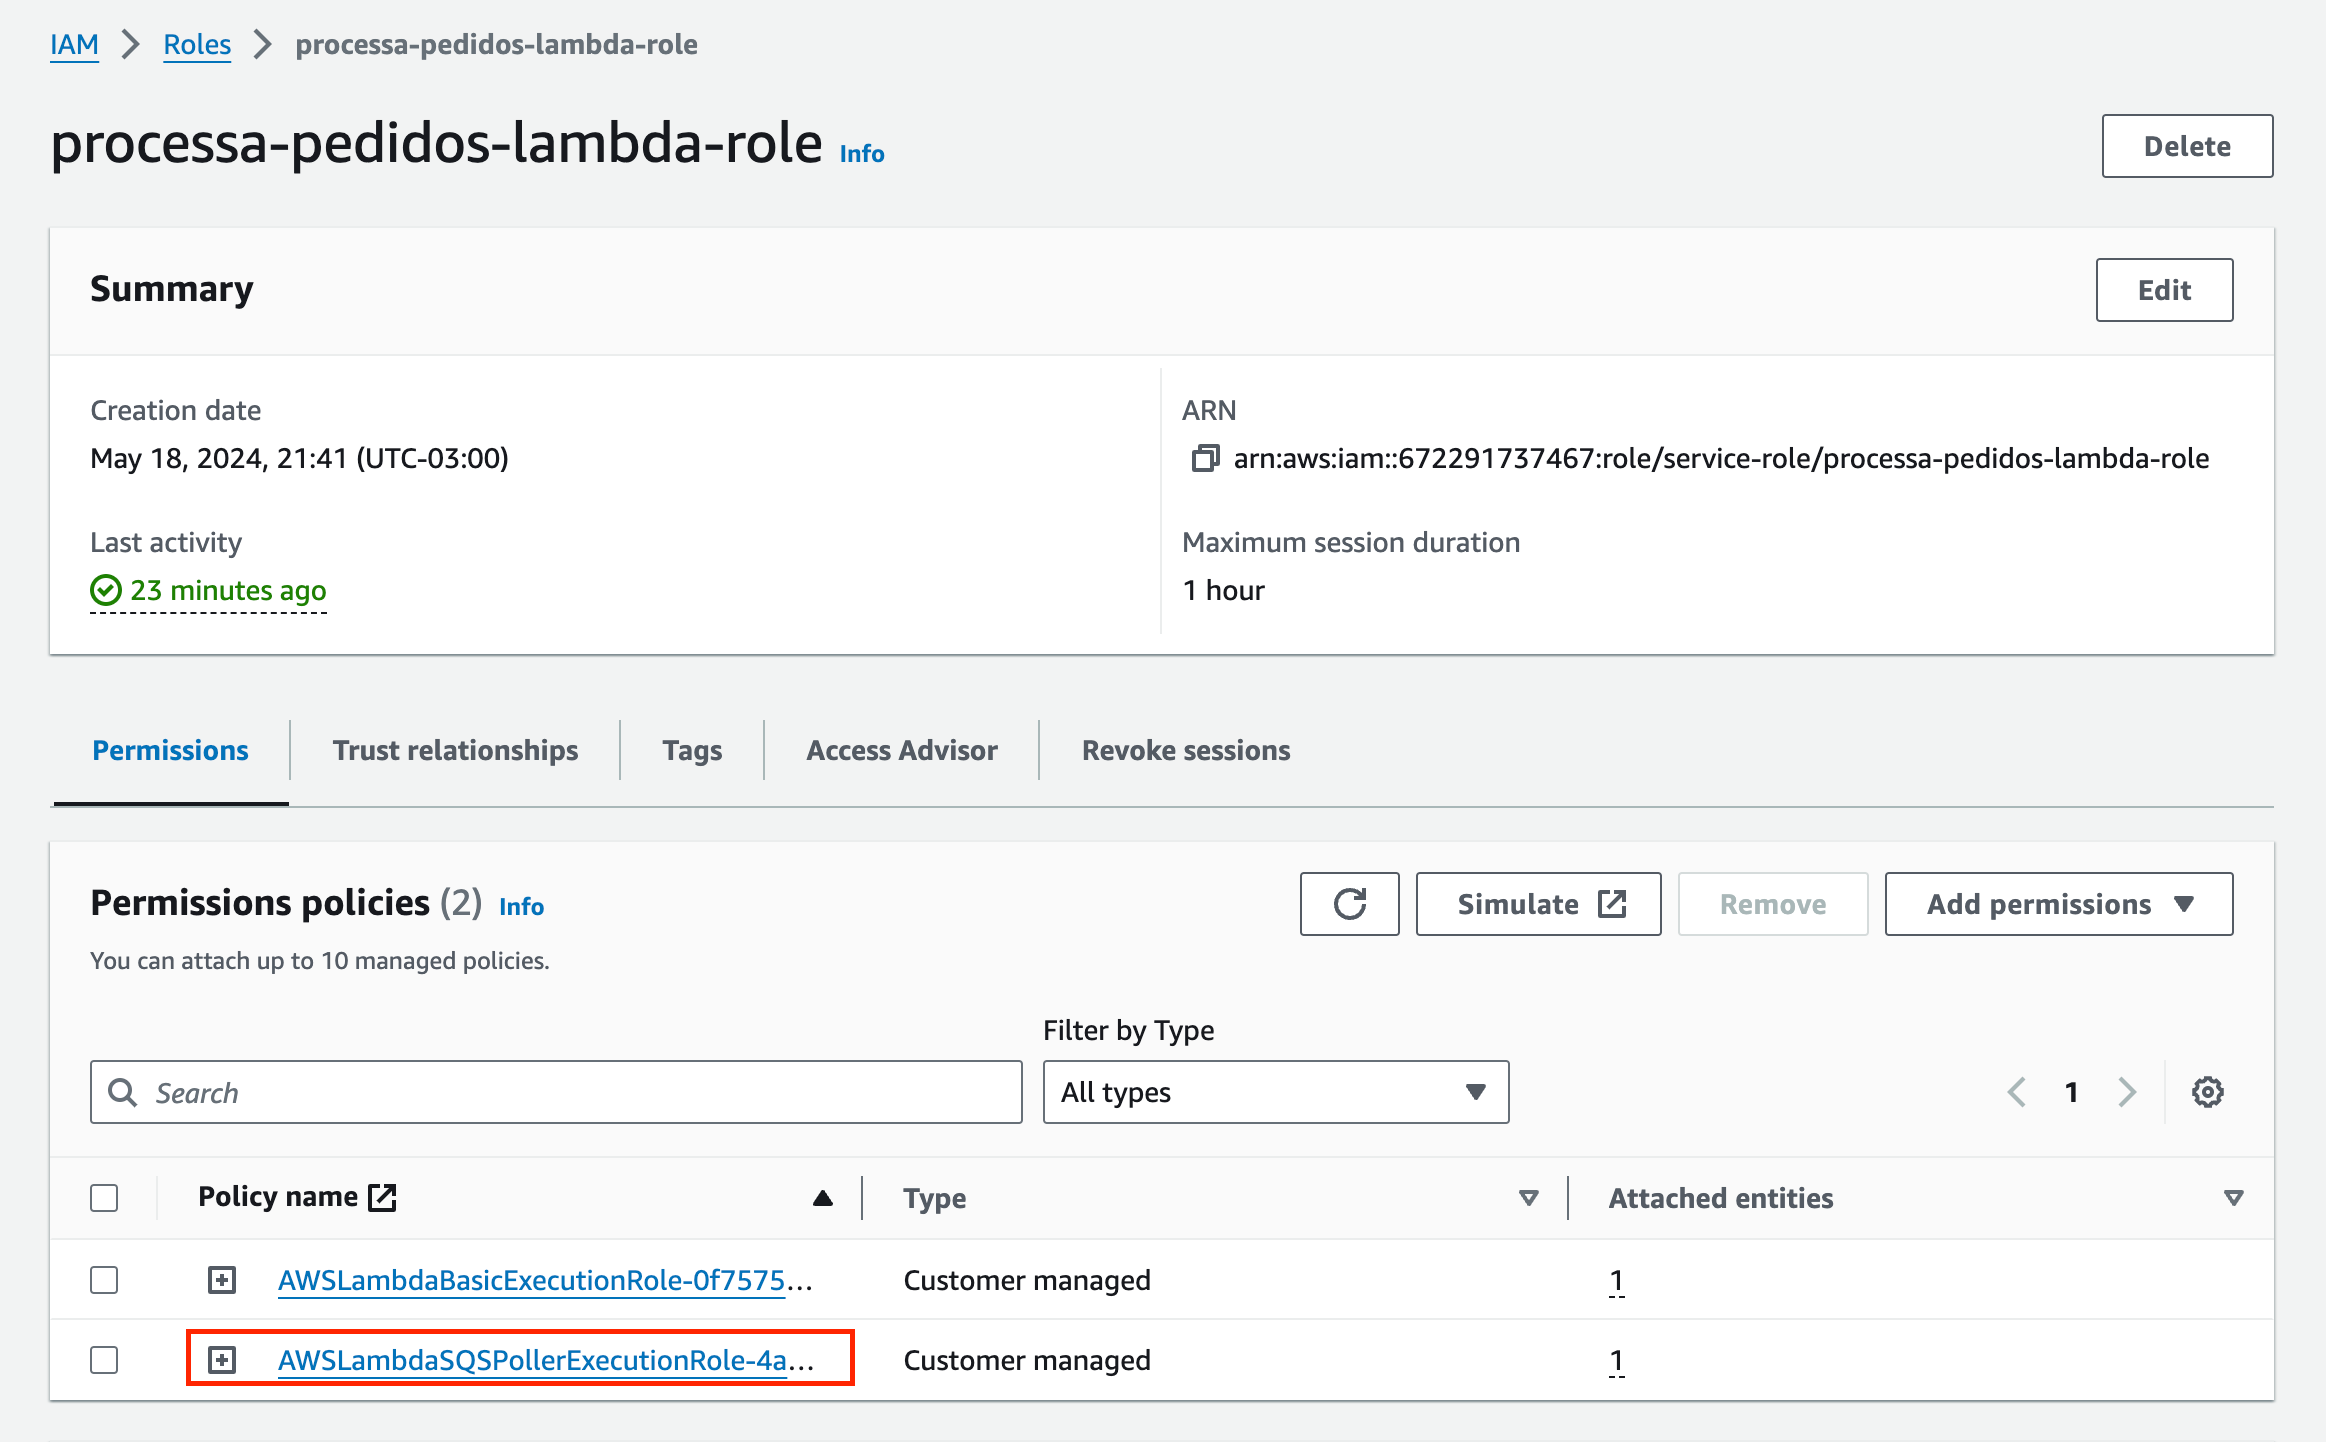 IAM > Roles > processa-pedidos-lambda-role
processa-pedidos-lambda-role Info
Delete
Summary
Edit
Creation date
May 18, 2024, 21:41 (UTC-03:00)
ARN
arn:aws:iam::672291737467:role/service-role/processa-pedidos-lambda-role
Last activity
23 minutes ago
Maximum session duration
1 hour
Permissions
Trust relationships
Tags
Access Advisor
Revoke sessions
Permissions policies (2) Info
Simulate
Remove
Add permissions
You can attach up to 10 managed policies.
Filter by Type
Search
All types
1
Policy name
Type
Attached entities
AWSLambdaBasicExecutionRole-0f7575...
Customer managed
1
AWSLambdaSQSPollerExecutionRole-4a...
Customer managed
1